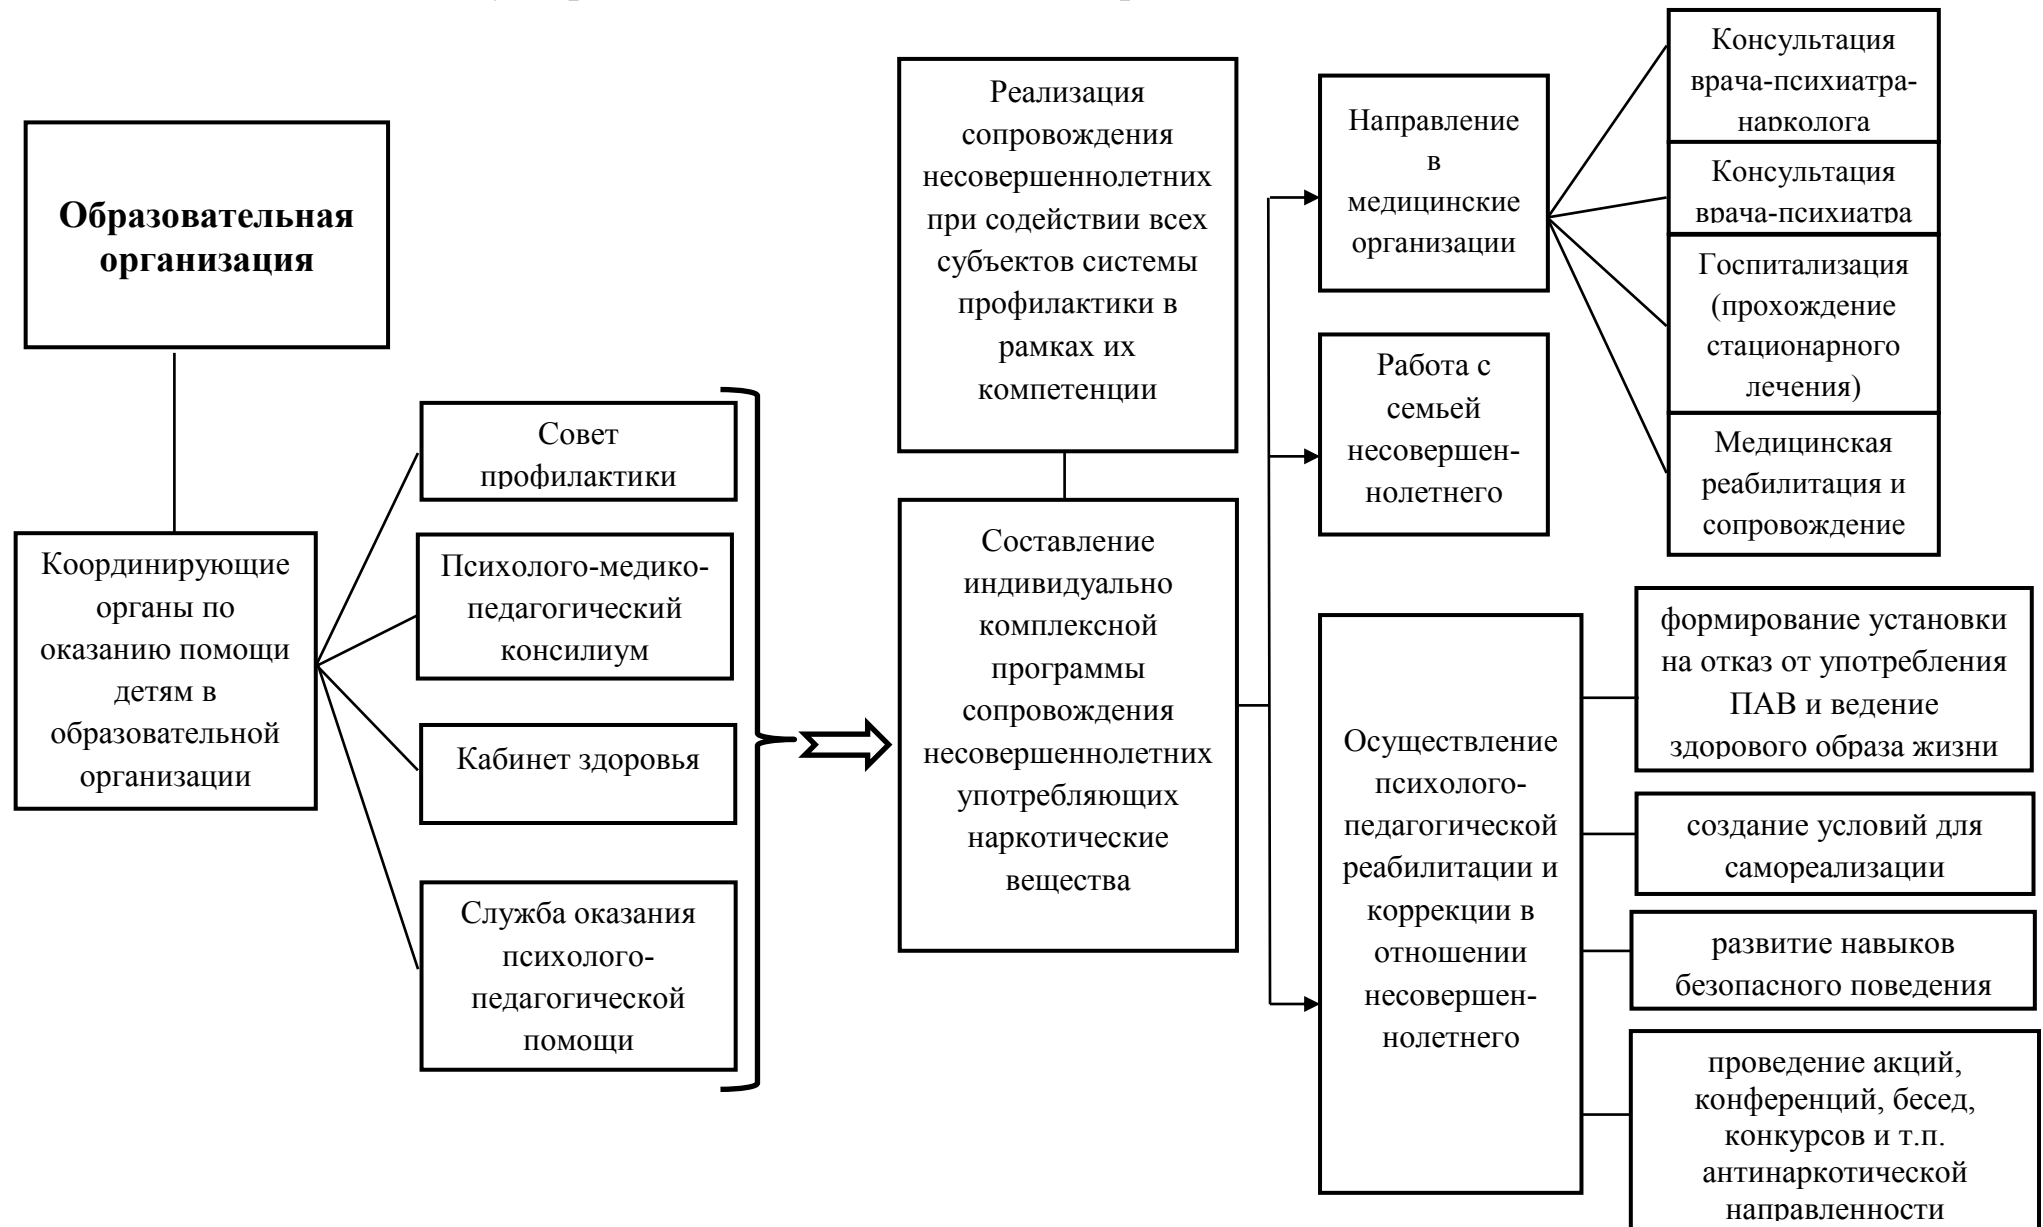 Образовательная
организация
Координирующие
органы по
оказанию помощи
детям в
образовательной
организации
Совет
профилактики
Психолого-медико-
педагогический
консилиум
Кабинет здоровья
Служба оказания
психолого-
педагогической
помощи
Реализация
сопровождения
несовершеннолетних
при содействии всех
субъектов системы
профилактики в
рамках их
компетенции
Составление
индивидуально
комплексной
программы
сопровождения
несовершеннолетних
употребляющих
наркотические
вещества
Направление
в
медицинские
организации
Работа с
семьей
несовершен-
нолетнего
Осуществление
психолого-
педагогической
реабилитации и
коррекции в
отношении
несовершен-
нолетнего
Консультация
врача-психиатра-
нарколога
Консультация
врача-психиатра
Госпитализация
(прохождение
стационарного
лечения)
Медицинская
реабилитация и
сопровождение
формирование установки
на отказ от употребления
ПАВ и ведение
здорового образа жизни
создание условий для
самореализации
развитие навыков
безопасного поведения
проведение акций,
конференций, бесед,
конкурсов и т.п.
антинаркотической
направленности